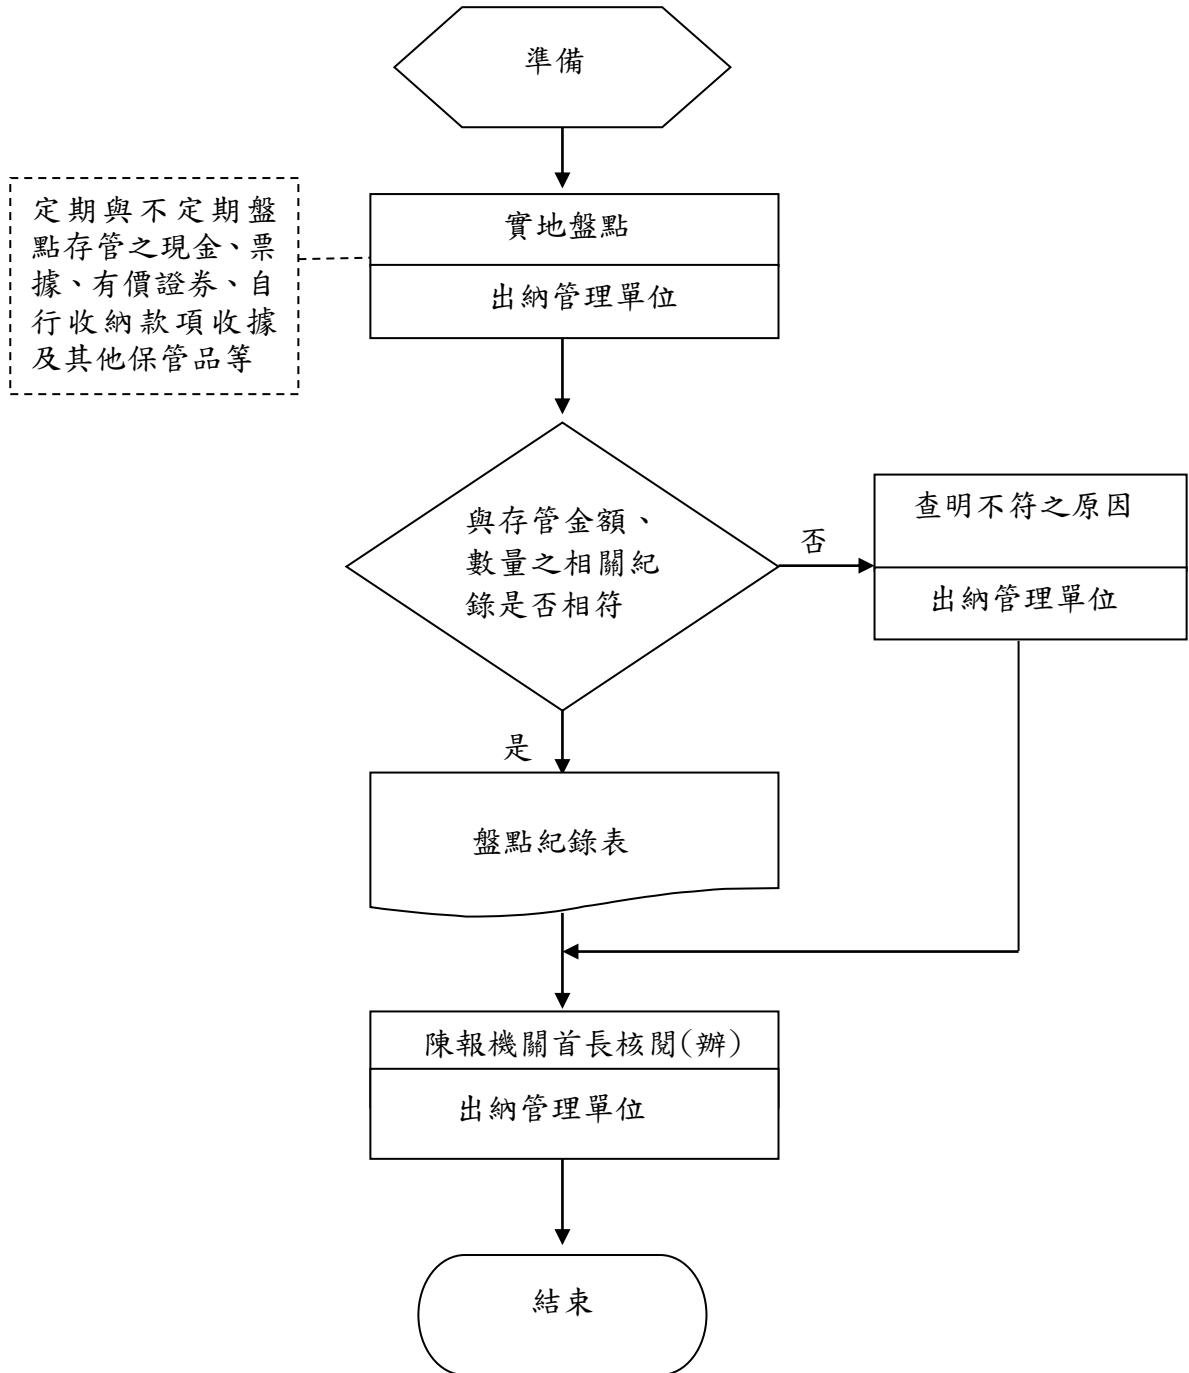 準備
定期與不定期盤
點存管之現金、票
據、有價證券、自
行收納款項收據
及其他保管品等
實地盤點
出納管理單位
與存管金額、
數量之相關紀
錄是否相符
否
查明不符之原因
出納管理單位
是
盤點紀錄表
陳報機關首長核閱(辦)
出納管理單位
結束